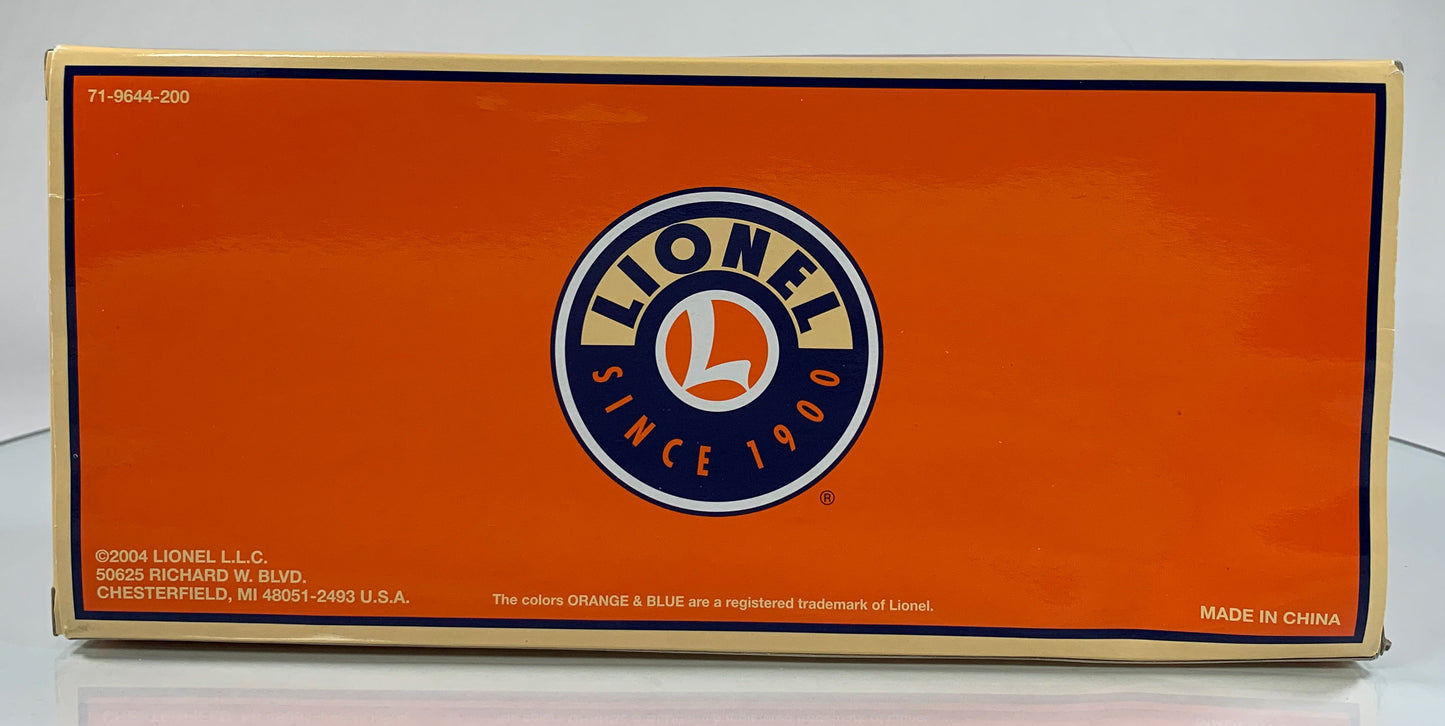 71-9644-200
LIONEL
L
SINCE 1900
®
©2004 LIONEL L.L.C.
50625 RICHARD W. BLVD.
CHESTERFIELD, MI 48051-2493 U.S.A.
The colors ORANGE & BLUE are a registered trademark of Lionel.
MADE IN CHINA